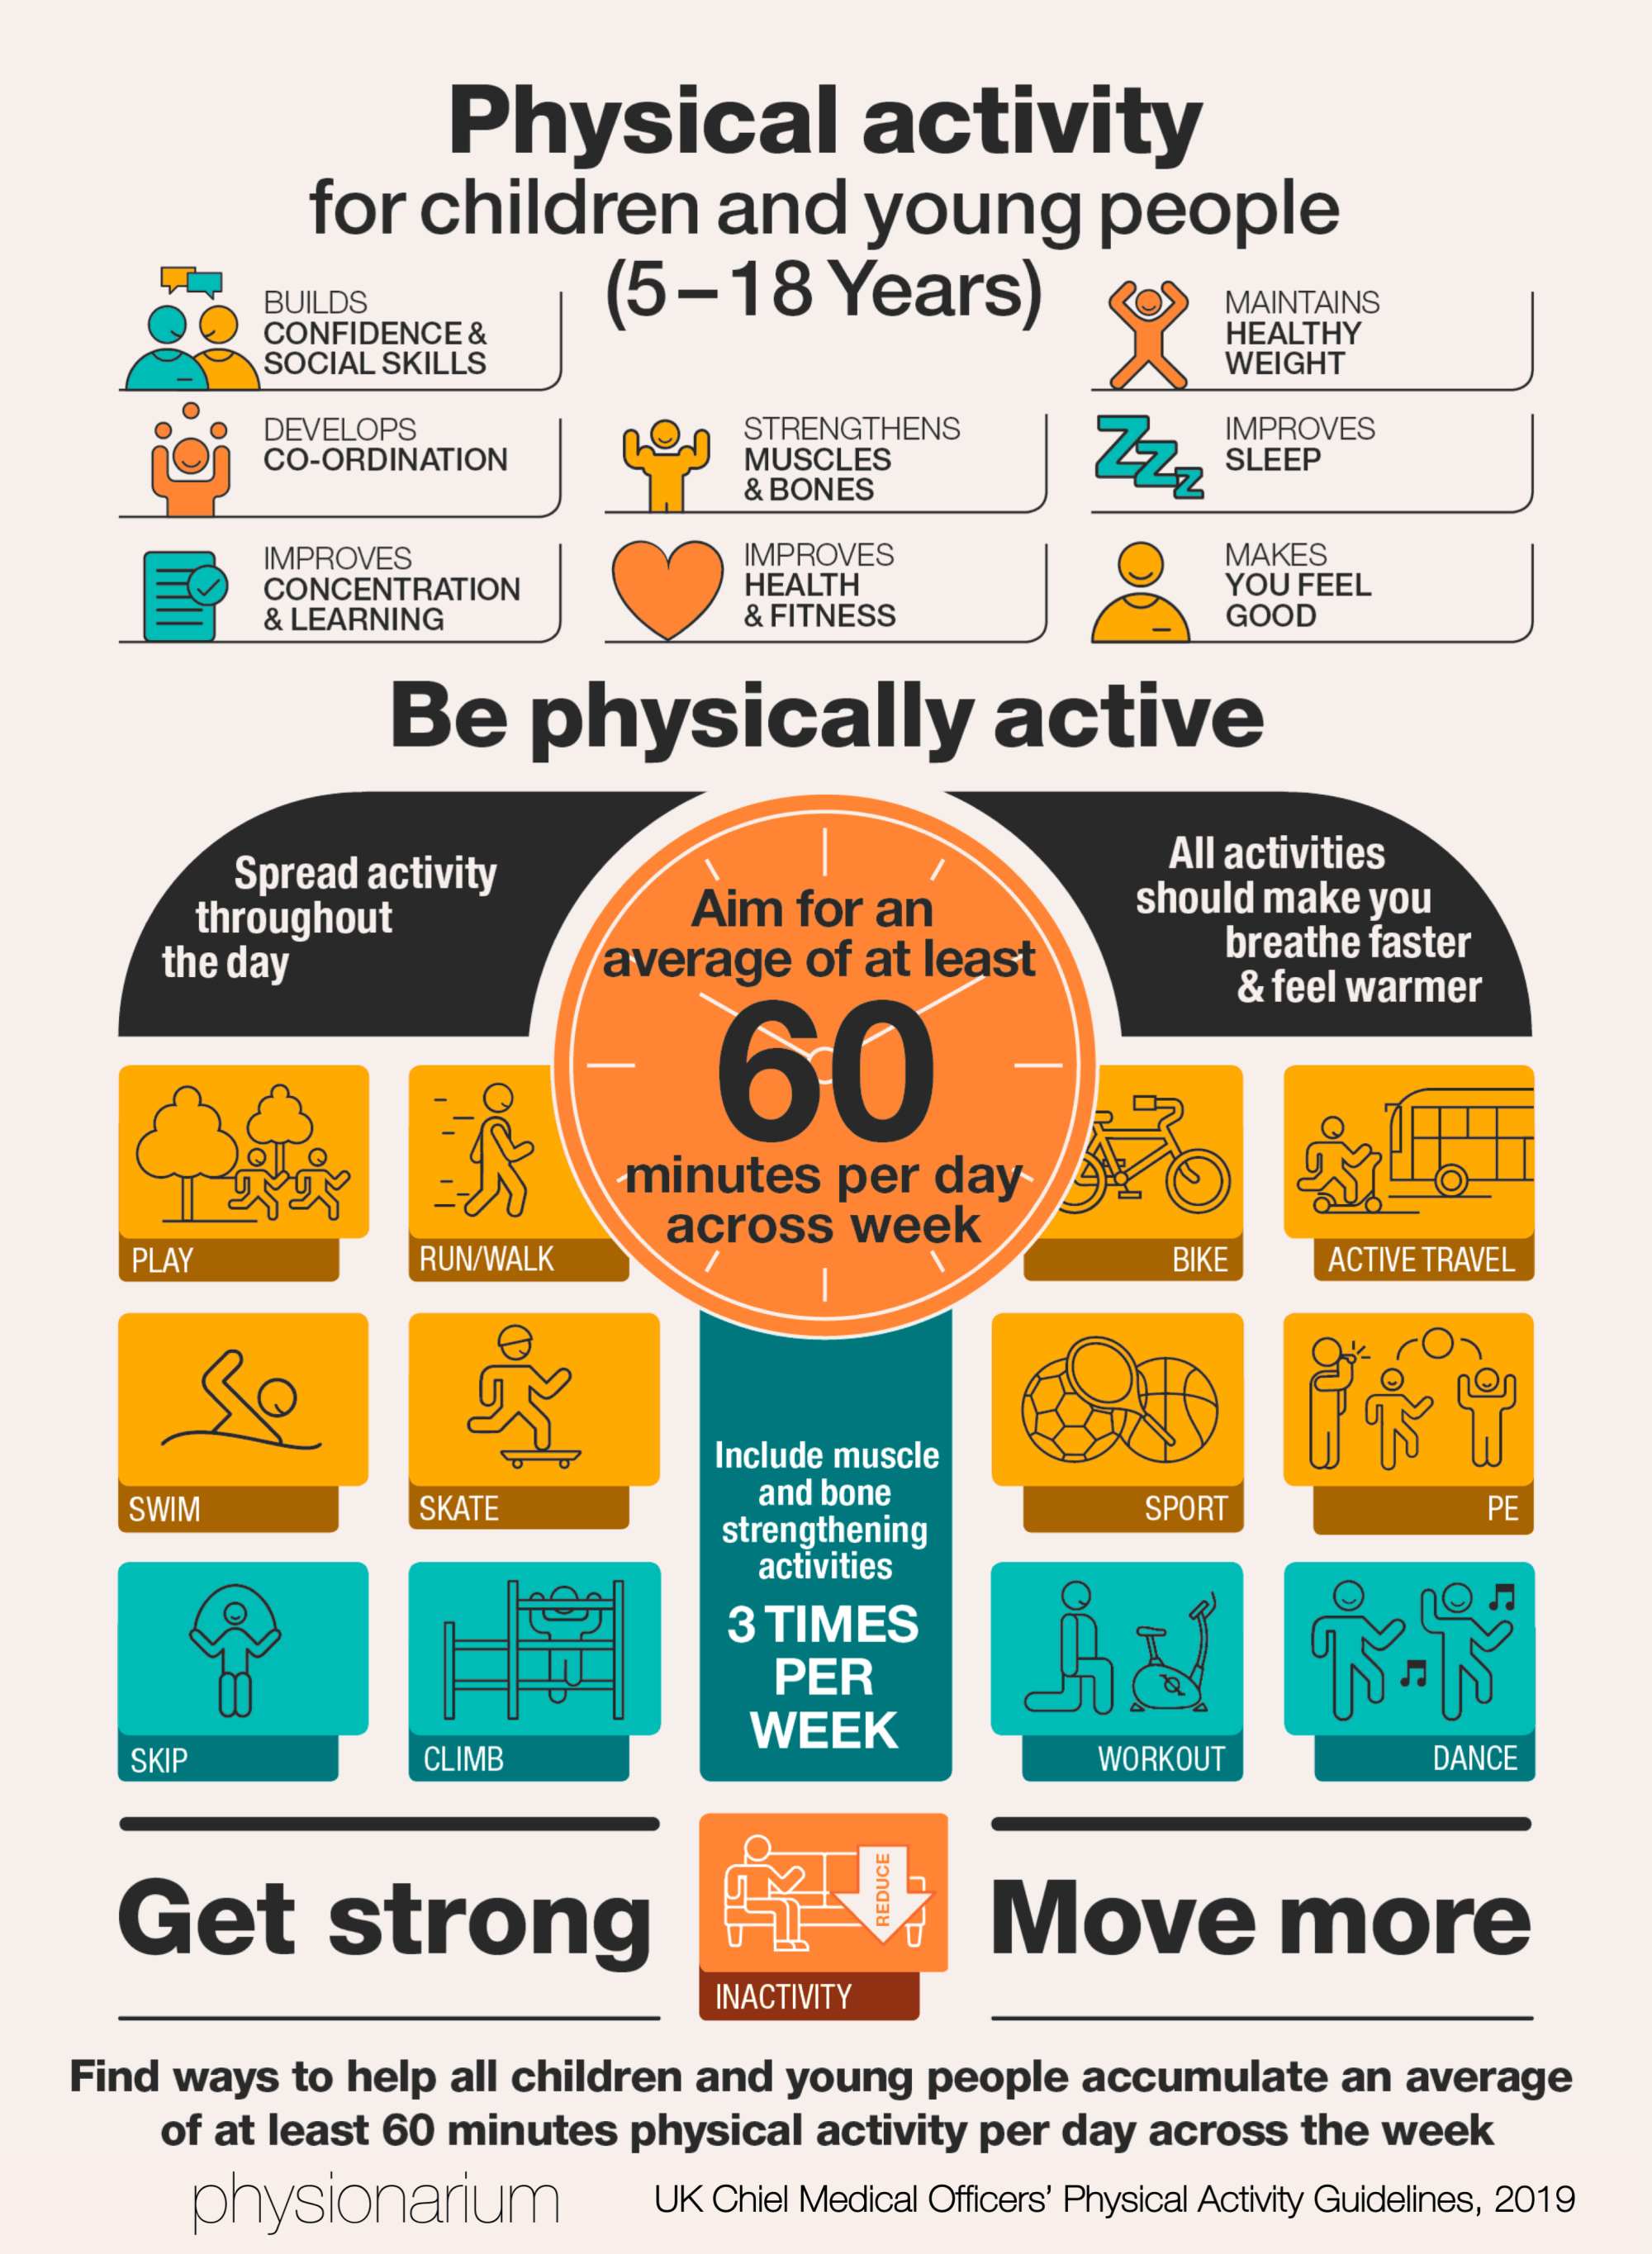 Physical activity
for children and young people
(5–18 Years)
BUILDS
CONFIDENCE &
SOCIAL SKILLS
MAINTAINS
HEALTHY
WEIGHT
DEVELOPS
CO-ORDINATION
STRENGTHENS
MUSCLES
& BONES
IMPROVES
SLEEP
IMPROVES
CONCENTRATION
& LEARNING
IMPROVES
HEALTH
& FITNESS
MAKES
YOU FEEL
GOOD
Be physically active
Spread activity
throughout
the day
Aim for an
average of at least
60
minutes per day
across week
All activities
should make you
breathe faster
& feel warmer
PLAY
RUN/WALK
BIKE
ACTIVE TRAVEL
SWIM
SKATE
SPORT
PE
Include muscle
and bone
strengthening
activities
3 TIMES
PER
WEEK
SKIP
CLIMB
WORKOUT
DANCE
Get strong
REDUCE
INACTIVITY
Move more
Find ways to help all children and young people accumulate an average
of at least 60 minutes physical activity per day across the week
physionarium
UK Chiel Medical Officers' Physical Activity Guidelines, 2019